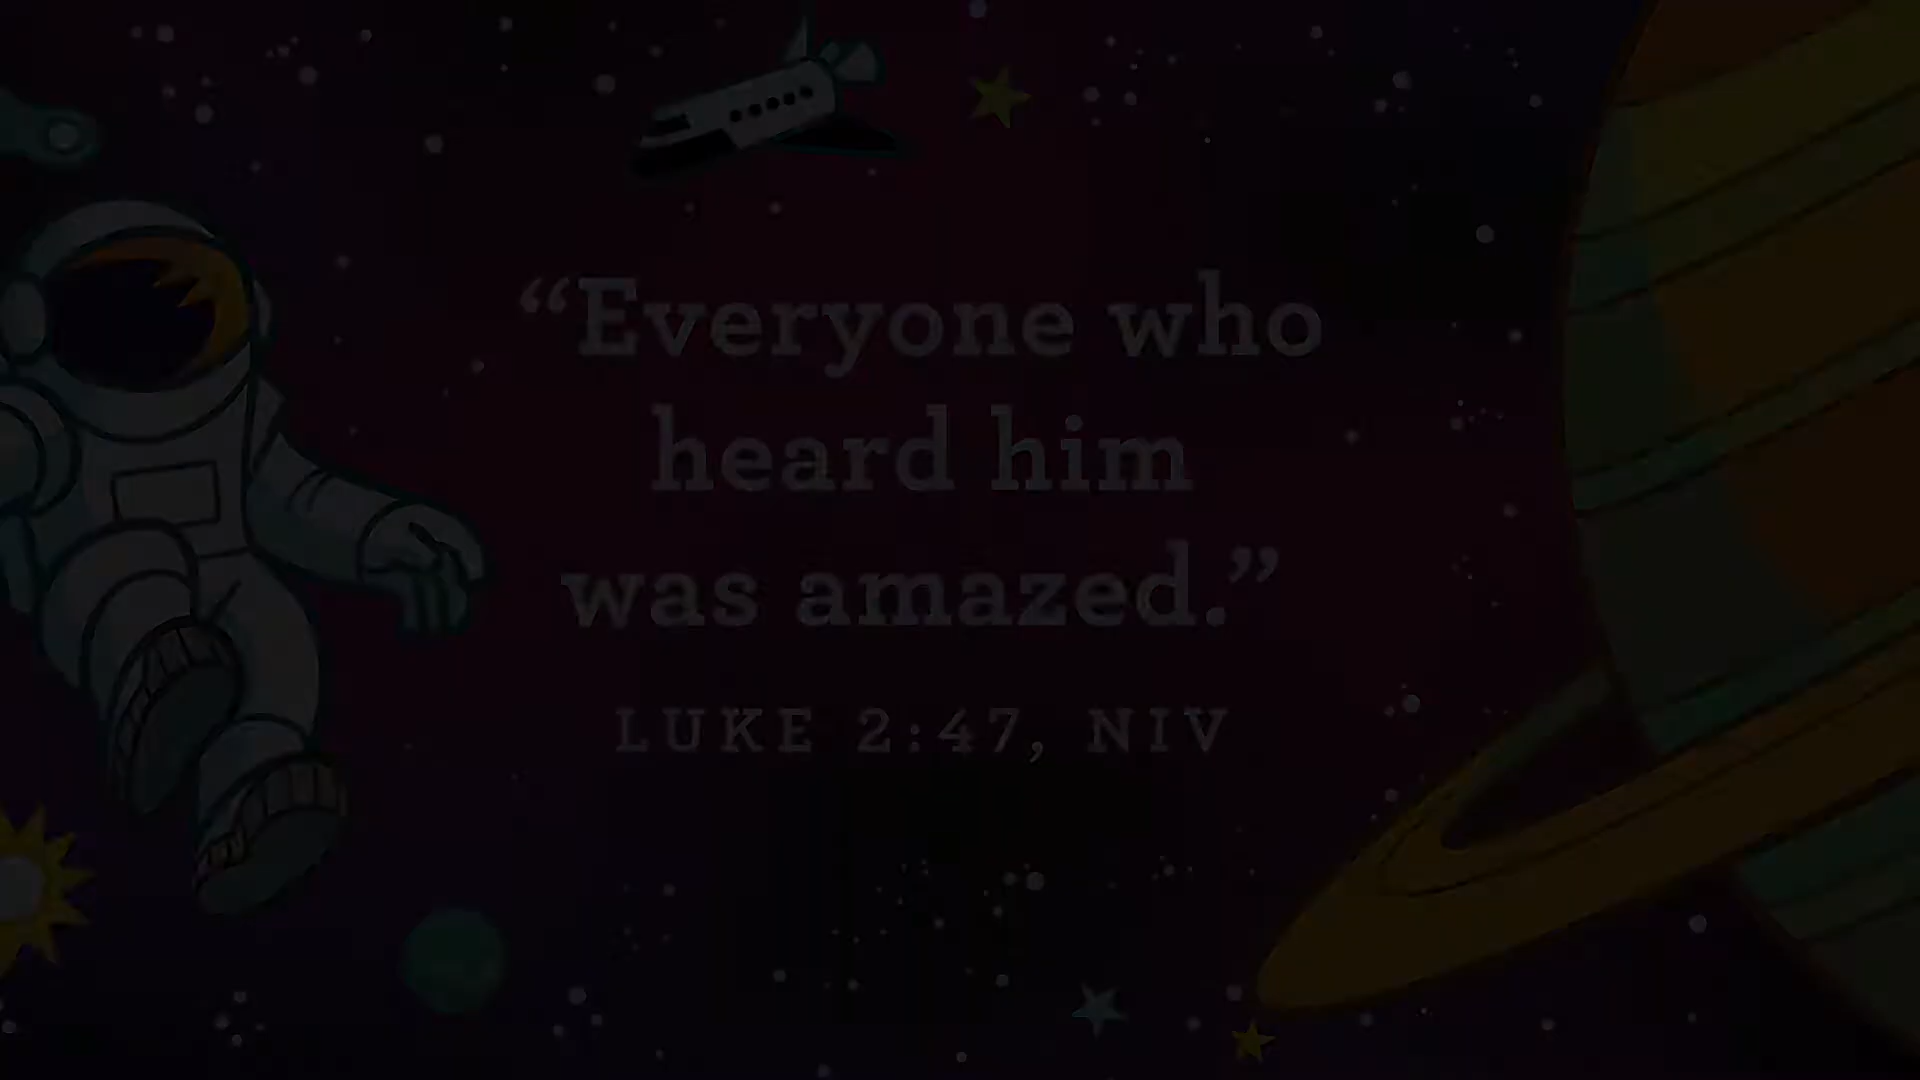 “Everyone who
heard him
was amazed.”
LUKE 2:47, NIV